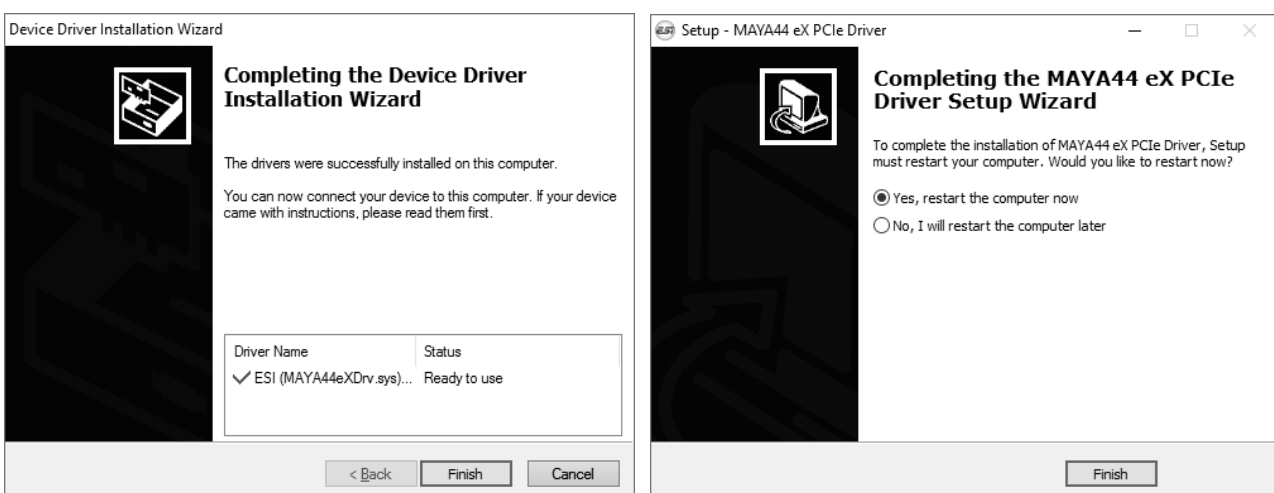 Device Driver Installation Wizard
Completing the Device Driver
Installation Wizard
The drivers were successfully installed on this computer.
You can now connect your device to this computer. If your device
came with instructions, please read them first.
Driver Name Status
ESI (MAYA44eXDrv.sys)... Ready to use
< Back Finish Cancel
ESI Setup - MAYA44 eX PCIe Driver
Completing the MAYA44 eX PCIe
Driver Setup Wizard
To complete the installation of MAYA44 eX PCIe Driver, Setup
must restart your computer. Would you like to restart now?
Yes, restart the computer now
No, I will restart the computer later
Finish